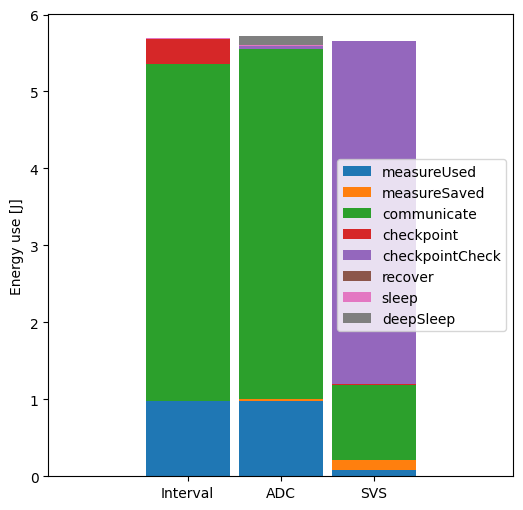 6
5
4
3
2
1
0
Energy use [J]
measureUsed
measureSaved
communicate
checkpoint
checkpointCheck
recover
sleep
deepSleep
Interval
ADC
SVS